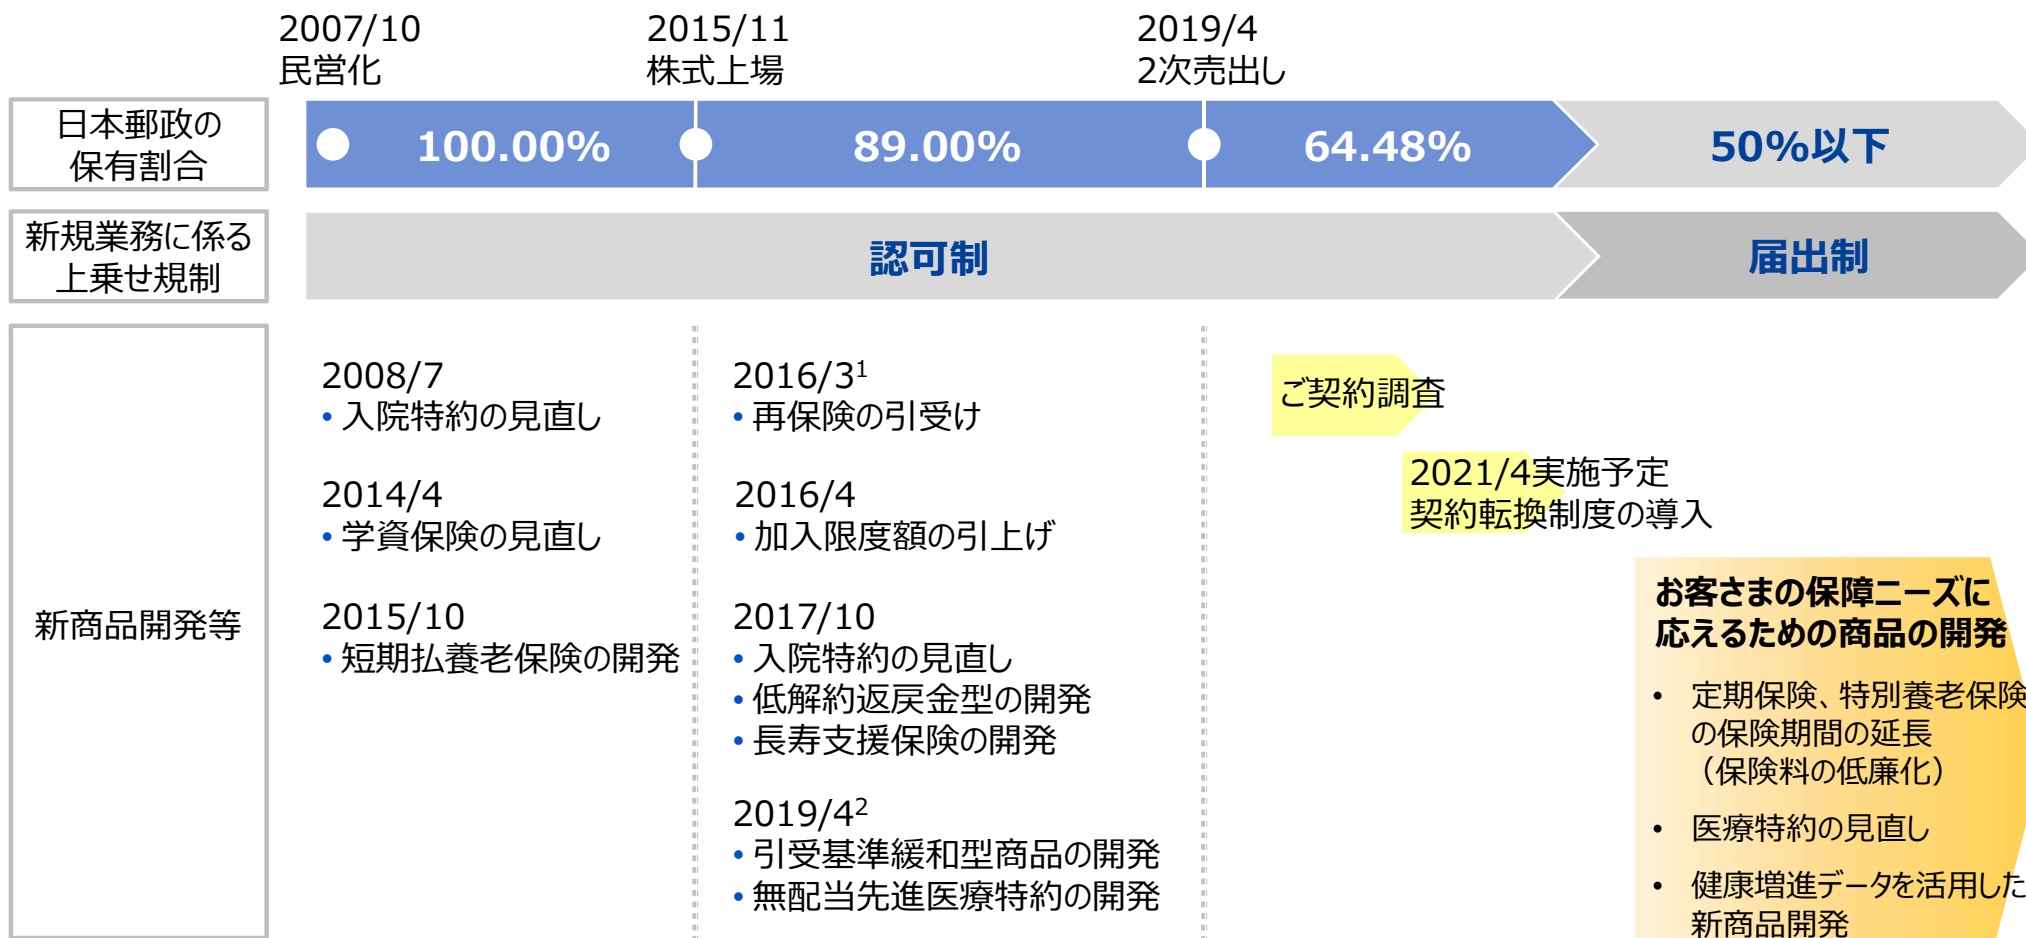 2007/10
民営化
2015/11
株式上場
2019/4
2次売出し
日本郵政の
保有割合
100.00%
89.00%
64.48%
50%以下
新規業務に係る
上乗せ規制
認可制
届出制
新商品開発等
2008/7
• 入院特約の見直し
2014/4
• 学資保険の見直し
2015/10
• 短期払養老保険の開発
2016/3¹
• 再保険の引受け
2016/4
• 加入限度額の引上げ
2017/10
• 入院特約の見直し
• 低解約返戻金型の開発
• 長寿支援保険の開発
2019/4²
• 引受基準緩和型商品の開発
• 無配当先進医療特約の開発
ご契約調査
2021/4実施予定
契約転換制度の導入
お客さまの保障ニーズに
応えるための商品の開発
• 定期保険、特別養老保険
の保険期間の延長
（保険料の低廉化）
• 医療特約の見直し
• 健康増進データを活用した
新商品開発